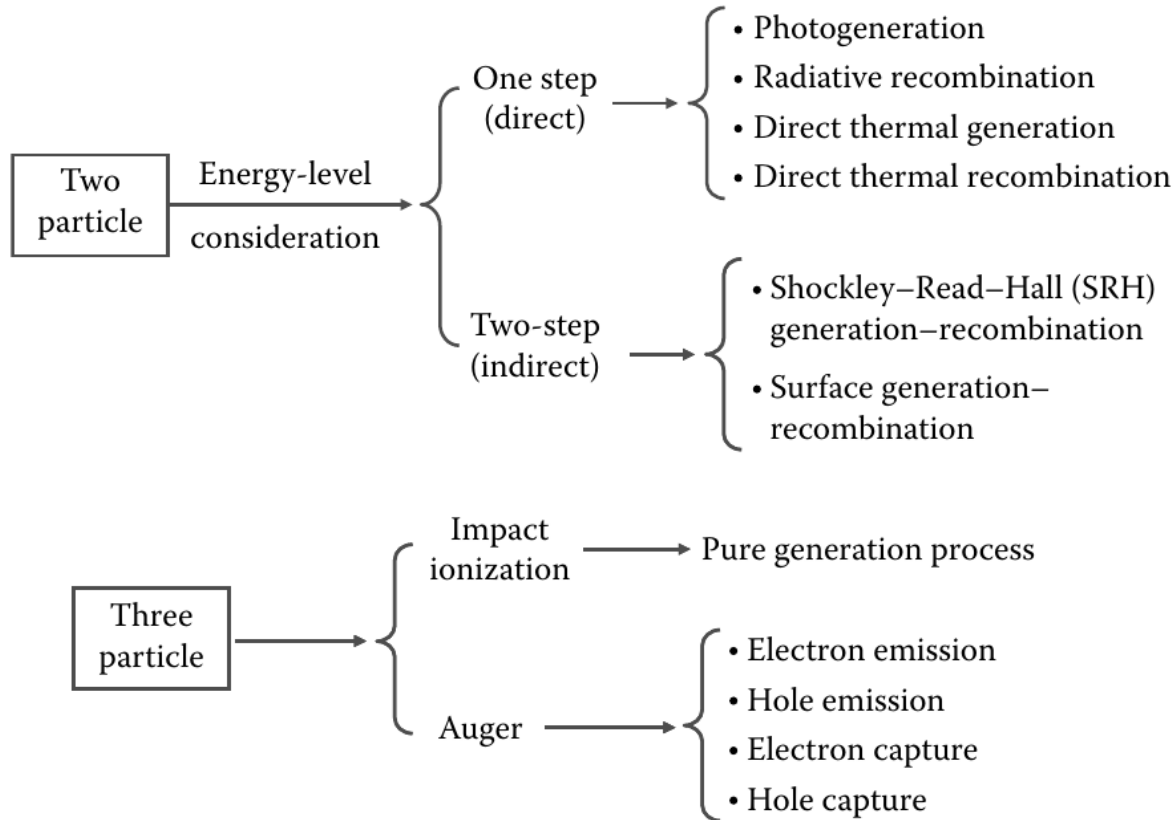 Two
particle
Energy-level
consideration
One step
(direct)
• Photogeneration
• Radiative recombination
• Direct thermal generation
• Direct thermal recombination
Two-step
(indirect)
• Shockley–Read–Hall (SRH)
generation–recombination
• Surface generation–
recombination
Three
particle
Impact
ionization
Pure generation process
Auger
• Electron emission
• Hole emission
• Electron capture
• Hole capture